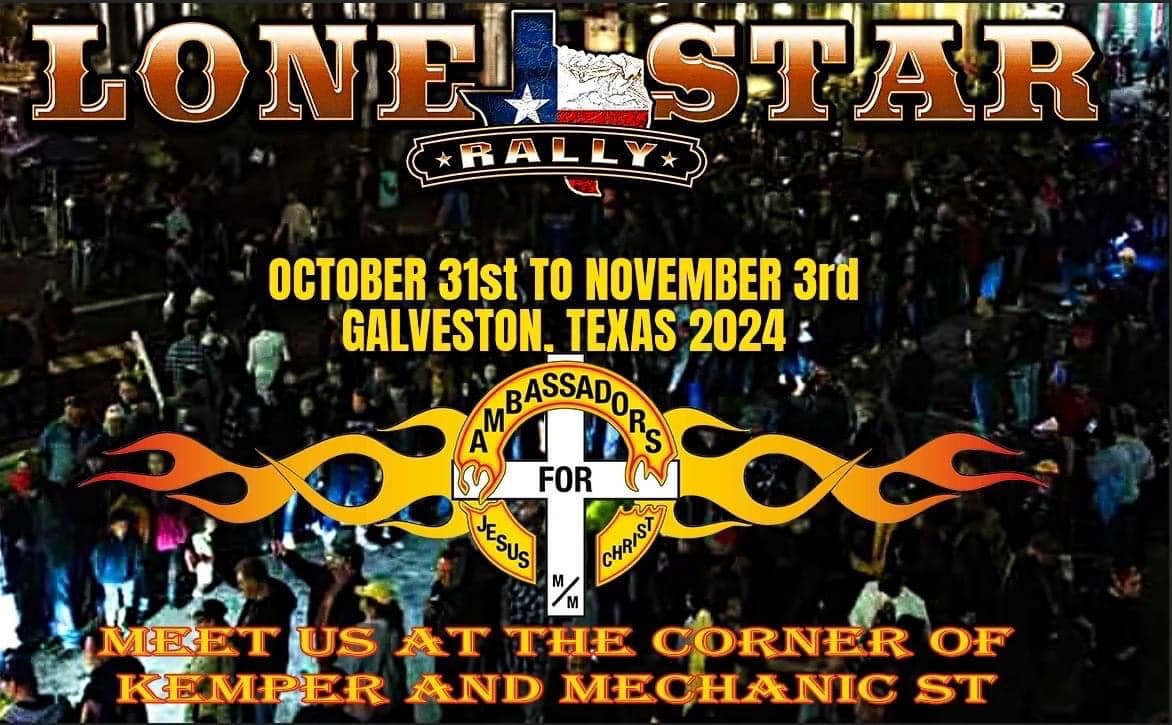 LONE STAR
RALLY
OCTOBER 31st TO NOVEMBER 3rd
GALVESTON, TEXAS 2024
AMBASSADORS
FOR
JESUS CHRIST
M/M
MEET US AT THE CORNER OF
KEMPER AND MECHANIC ST